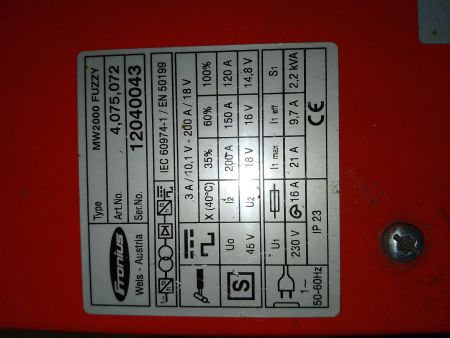 Fronius
Wels - Austria
Type MW2000 FUZZY
Art.No. 4,075,072
Ser.No. 12040043
IEC 60974-1 / EN 50199
3 A / 10,1 V - 200 A / 18 V
X (40°C) 35% 60% 100%
I2 200 A 150 A 120 A
U2 18 V 16 V 14,8 V
S
Uo
45 V
1~
50-60Hz
U1 230 V
16 A
I1 max 21 A
I1 eff 9,7 A
S1 2,2 kVA
IP 23
CE